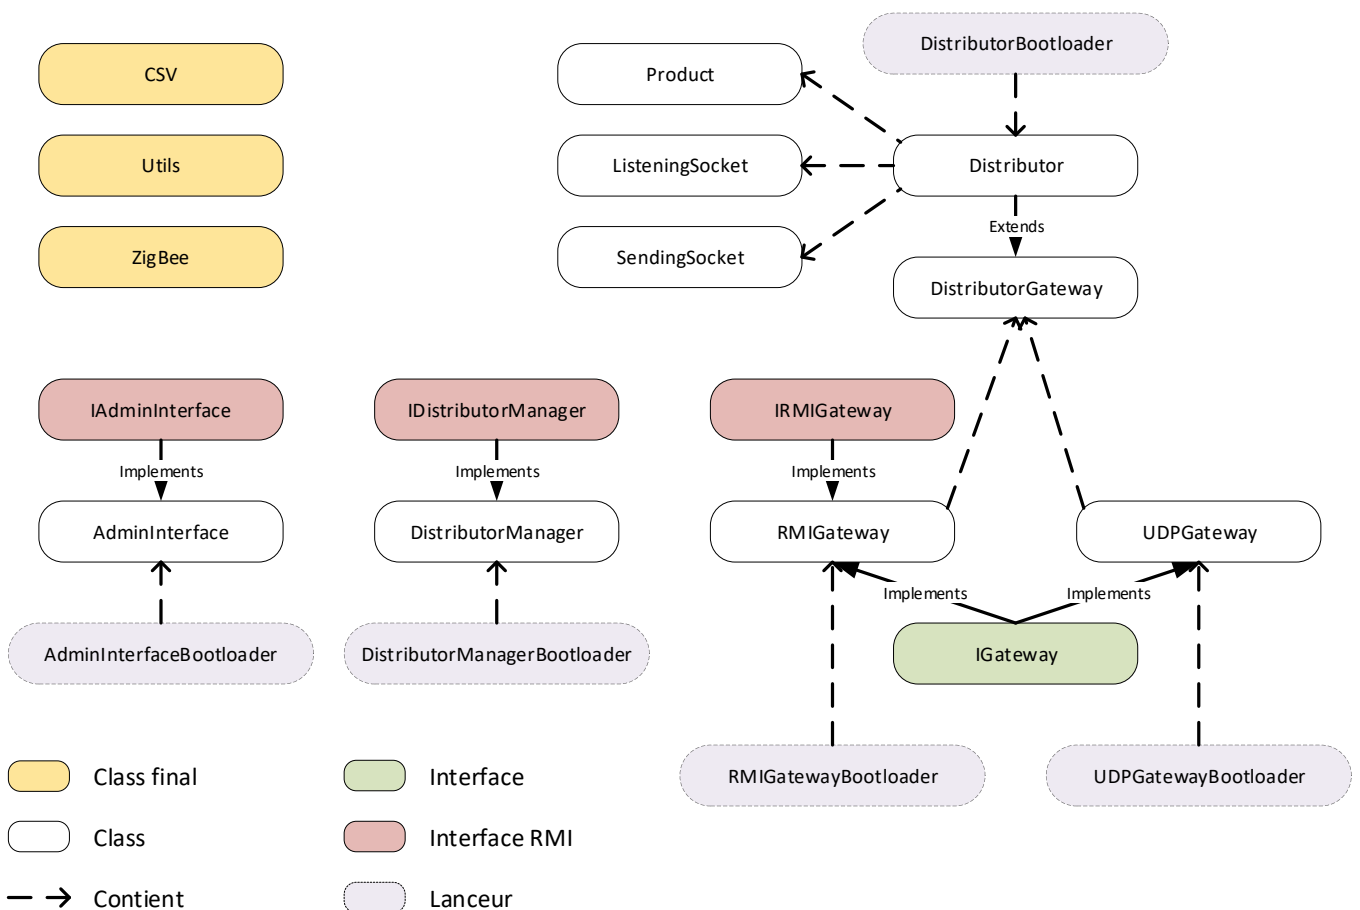 DistributorBootloader
CSV
Product
Utils
ListeningSocket
Distributor
Extends
ZigBee
SendingSocket
DistributorGateway
IAdminInterface
IDistributorManager
IRMIGateway
Implements
Implements
Implements
AdminInterface
DistributorManager
RMIGateway
UDPGateway
Implements
Implements
AdminInterfaceBootloader
DistributorManagerBootloader
IGateway
RMIGatewayBootloader
UDPGatewayBootloader
Class final
Interface
Class
Interface RMI
Contient
Lanceur